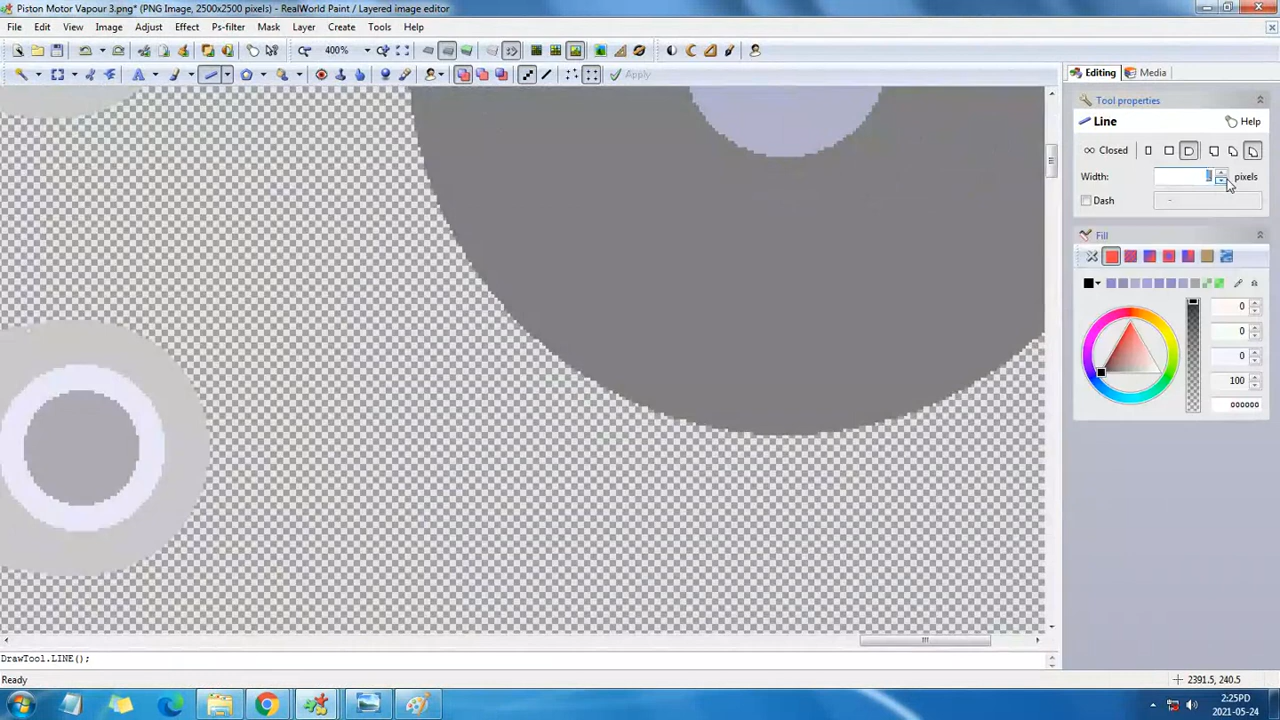 Piston Motor Vapour 3.png* (PNG Image, 2500x2500 pixels) - RealWorld Paint / Layered image editor
File Edit View Image Adjust Effect Ps-filter Mask Layer Create Tools Help
400%
Apply
Editing Media
Tool properties
Line Help
Closed
Width: pixels
Dash -
Fill
0
0
0
100
000000
DrawTool.LINE();
Ready 2391.5, 240.5
2:25PD
2021-05-24